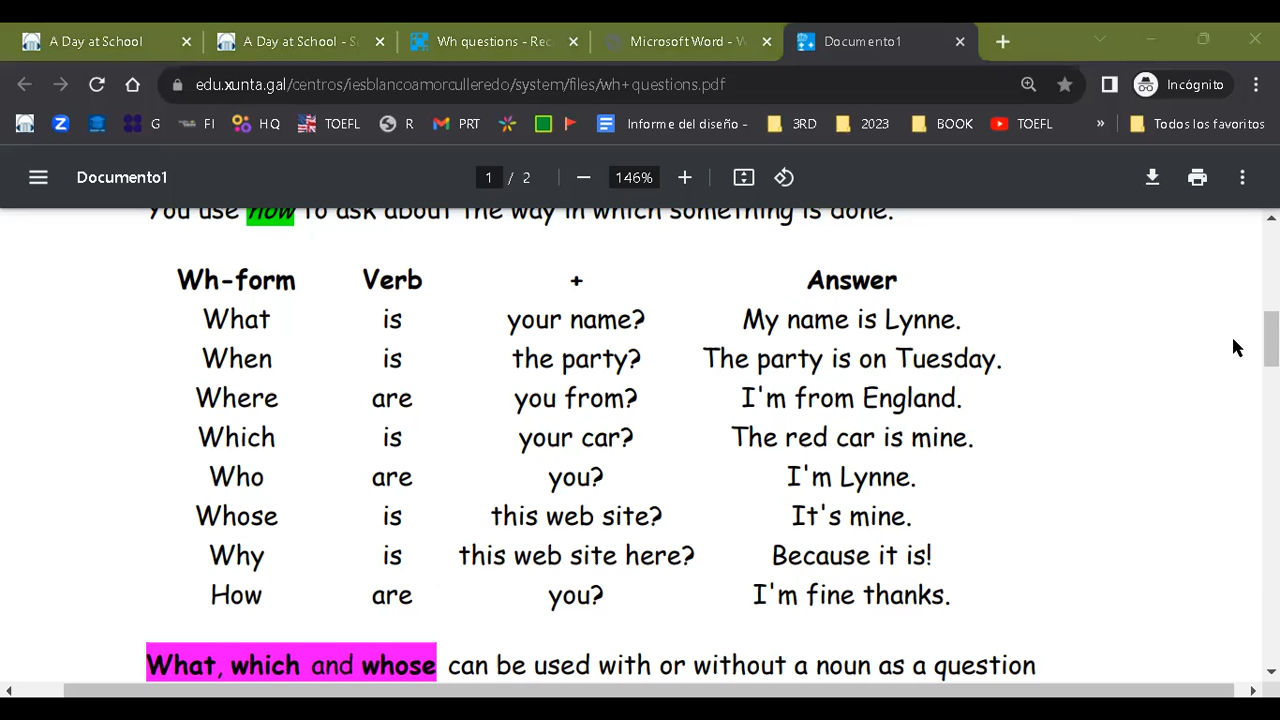 A Day at School
A Day at School - S
Wh questions - Rec
Microsoft Word - W
Documento1
edu.xunta.gal/centros/iesblancoamorculleredo/system/files/wh+questions.pdf
Incógnito
G FI HQ TOEFL R PRT Informe del diseño - 3RD 2023 BOOK TOEFL » Todos los favoritos
Documento1 1 / 2 146%
You use how to ask about the way in which something is done.
Wh-form Verb + Answer
What is your name? My name is Lynne.
When is the party? The party is on Tuesday.
Where are you from? I'm from England.
Which is your car? The red car is mine.
Who are you? I'm Lynne.
Whose is this web site? It's mine.
Why is this web site here? Because it is!
How are you? I'm fine thanks.
What, which and whose can be used with or without a noun as a question